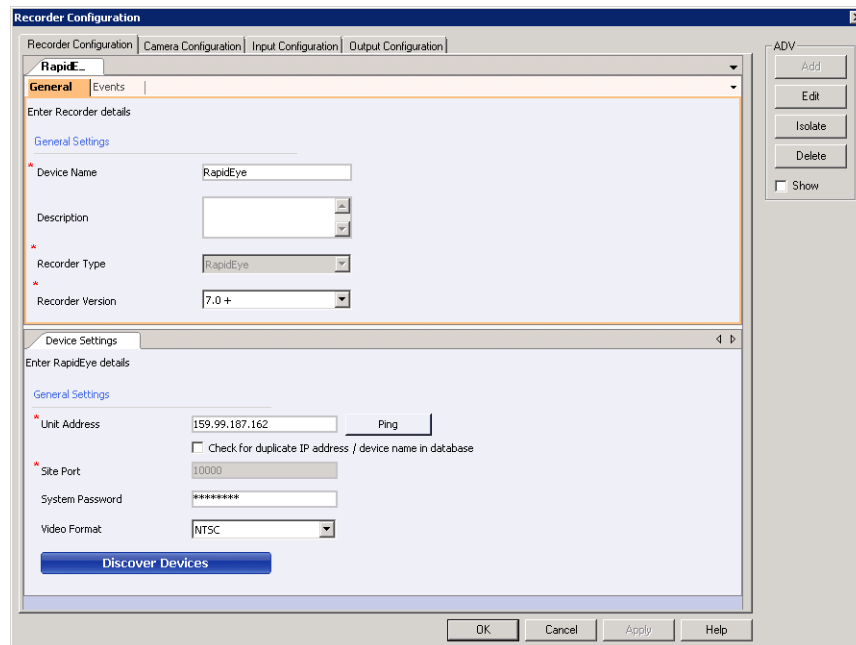 Recorder Configuration
Recorder Configuration Camera Configuration Input Configuration Output Configuration
ADV
RapidE...
Add
General Events
Edit
Enter Recorder details
Isolate
General Settings
Delete
* Device Name RapidEye
Show
Description
*
Recorder Type RapidEye
*
Recorder Version 7.0 +
Device Settings
Enter RapidEye details
General Settings
* Unit Address 159.99.187.162 Ping
Check for duplicate IP address / device name in database
* Site Port 10000
System Password ********
Video Format NTSC
Discover Devices
OK Cancel Apply Help